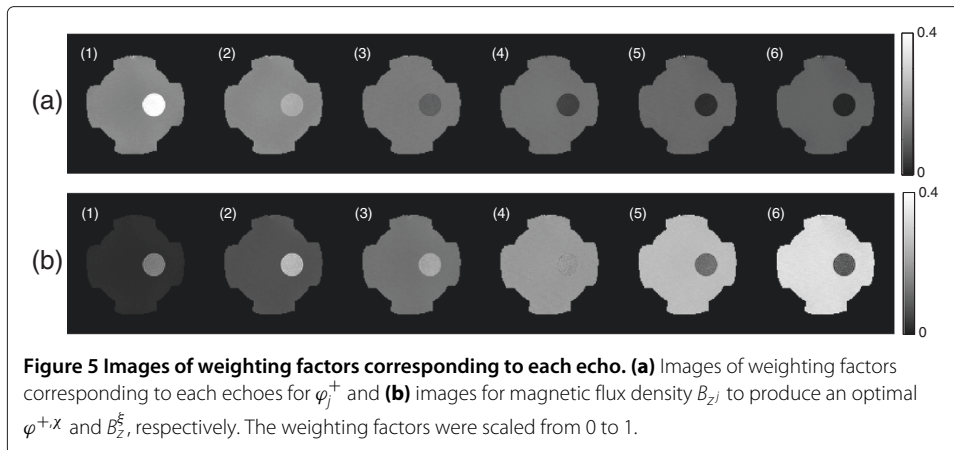 (1) (2) (3) (4) (5) (6) 0.4
(a)
0
(1) (2) (3) (4) (5) (6) 0.4
(b)
0
Figure 5 Images of weighting factors corresponding to each echo. (a) Images of weighting factors
corresponding to each echoes for φ_j^+ and (b) images for magnetic flux density B_{z^j} to produce an optimal
φ^{+,χ} and B_z^ξ, respectively. The weighting factors were scaled from 0 to 1.